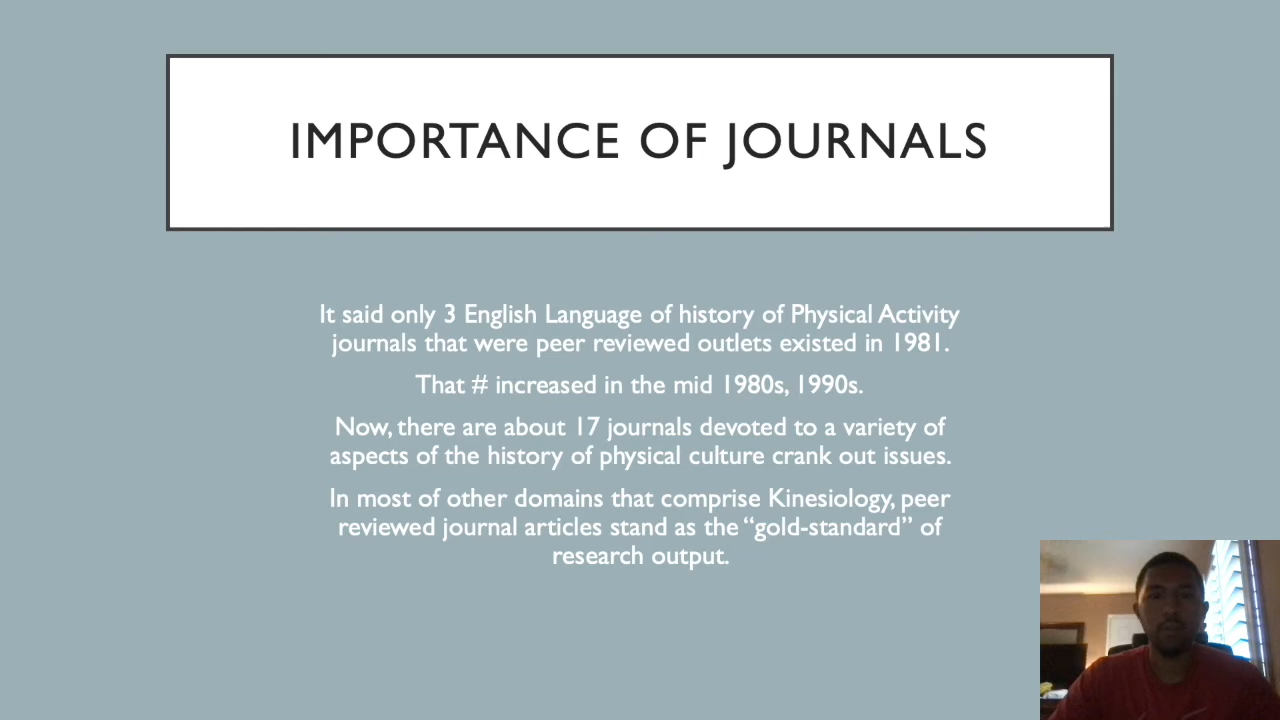 IMPORTANCE OF JOURNALS
It said only 3 English Language of history of Physical Activity
journals that were peer reviewed outlets existed in 1981.
That # increased in the mid 1980s, 1990s.
Now, there are about 17 journals devoted to a variety of
aspects of the history of physical culture crank out issues.
In most of other domains that comprise Kinesiology, peer
reviewed journal articles stand as the “gold-standard” of
research output.